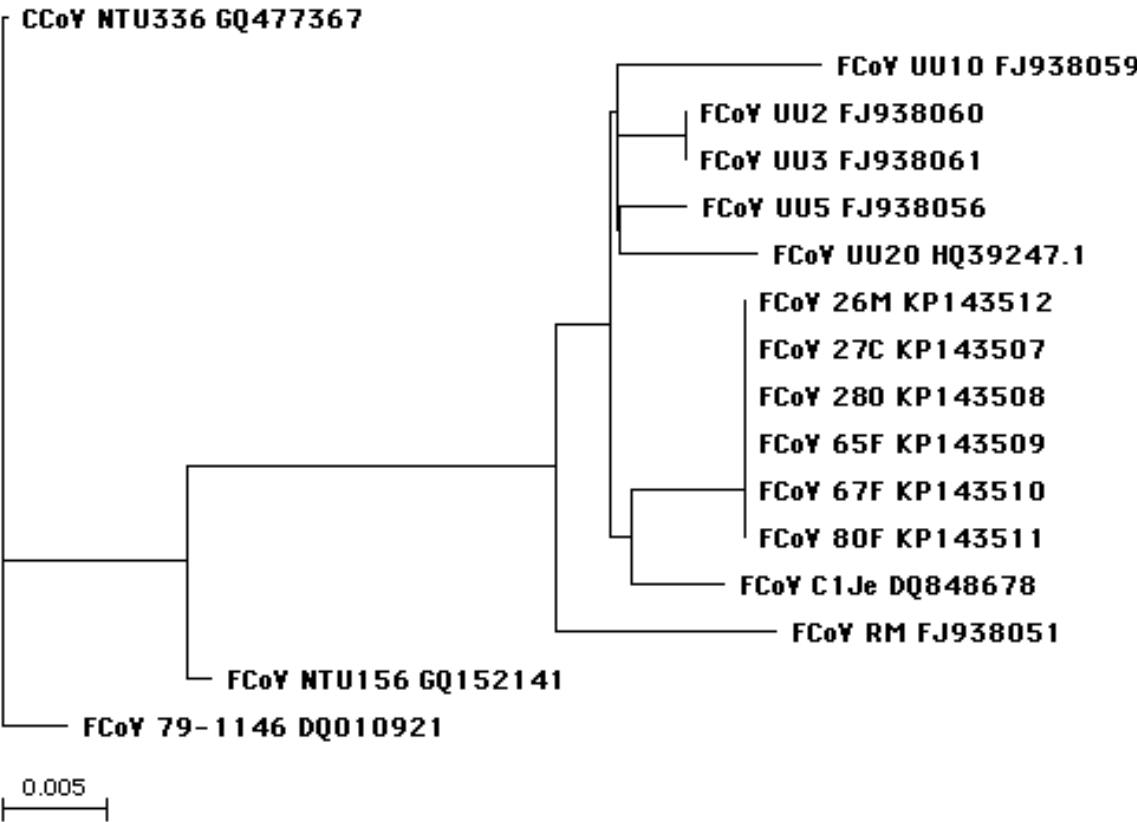 CCoV NTU336 GQ477367
FCoV UU10 FJ938059
FCoV UU2 FJ938060
FCoV UU3 FJ938061
FCoV UU5 FJ938056
FCoV UU20 HQ39247.1
FCoV 26M KP143512
FCoV 27C KP143507
FCoV 280 KP143508
FCoV 65F KP143509
FCoV 67F KP143510
FCoV 80F KP143511
FCoV C1Je DQ848678
FCoV RM FJ938051
FCoV NTU156 GQ152141
FCoV 79-1146 DQ010921
0.005